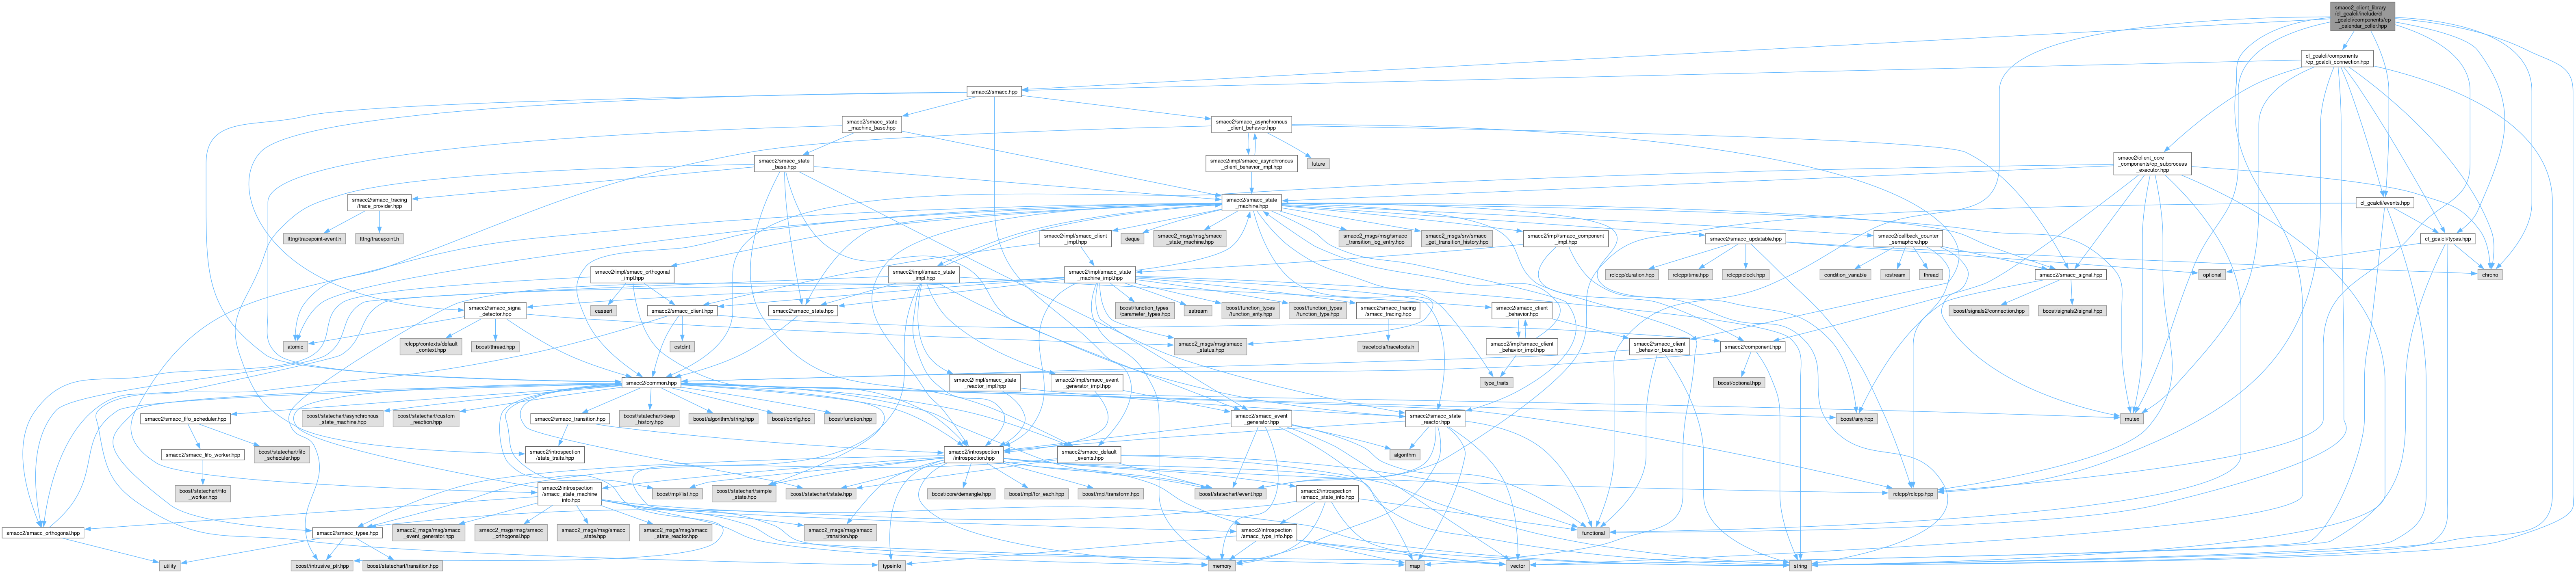 smacc2_client_library
/cl_gcalcli/include/cl
_gcalcli/components/cp
_calendar_poller.hpp
cl_gcalcli/components
/cp_gcalcli_connection.hpp
smacc2/smacc.hpp
smacc2/smacc_state
_machine_base.hpp
smacc2/smacc_asynchronous
_client_behavior.hpp
smacc2/smacc_state
_base.hpp
smacc2/impl/smacc_asynchronous
_client_behavior_impl.hpp
future
smacc2/client_core
_components/cp_subprocess
_executor.hpp
smacc2/smacc_tracing
/trace_provider.hpp
smacc2/smacc_state
_machine.hpp
cl_gcalcli/events.hpp
lttng/tracepoint-event.h
lttng/tracepoint.h
smacc2/impl/smacc_client
_impl.hpp
deque
smacc2_msgs/msg/smacc
_state_machine.hpp
smacc2/impl/smacc_component
_impl.hpp
smacc2_msgs/msg/smacc
_transition_log_entry.hpp
smacc2_msgs/srv/smacc
_get_transition_history.hpp
smacc2/smacc_updatable.hpp
smacc2/callback_counter
_semaphore.hpp
cl_gcalcli/types.hpp
smacc2/impl/smacc_orthogonal
_impl.hpp
smacc2/impl/smacc_state
_impl.hpp
smacc2/impl/smacc_state
_machine_impl.hpp
rclcpp/duration.hpp
rclcpp/time.hpp
rclcpp/clock.hpp
condition_variable
iostream
thread
smacc2/smacc_signal.hpp
optional
chrono
smacc2/smacc_signal
_detector.hpp
cassert
smacc2/smacc_client.hpp
smacc2/smacc_state.hpp
boost/function_types
/parameter_types.hpp
sstream
boost/function_types
/function_arity.hpp
boost/function_types
/function_type.hpp
smacc2/smacc_tracing
/smacc_tracing.hpp
smacc2/smacc_client
_behavior.hpp
boost/signals2/connection.hpp
boost/signals2/signal.hpp
atomic
rclcpp/contexts/default
_context.hpp
boost/thread.hpp
cstdint
smacc2_msgs/msg/smacc
_status.hpp
tracetools/tracetools.h
smacc2/impl/smacc_client
_behavior_impl.hpp
smacc2/smacc_client
_behavior_base.hpp
smacc2/component.hpp
smacc2/common.hpp
smacc2/impl/smacc_state
_reactor_impl.hpp
smacc2/impl/smacc_event
_generator_impl.hpp
type_traits
boost/optional.hpp
smacc2/smacc_fifo_scheduler.hpp
boost/statechart/asynchronous
_state_machine.hpp
boost/statechart/custom
_reaction.hpp
smacc2/smacc_transition.hpp
boost/statechart/deep
_history.hpp
boost/algorithm/string.hpp
boost/config.hpp
boost/function.hpp
smacc2/smacc_event
_generator.hpp
smacc2/smacc_state
_reactor.hpp
boost/any.hpp
mutex
smacc2/smacc_fifo_worker.hpp
boost/statechart/fifo
_scheduler.hpp
smacc2/introspection
/state_traits.hpp
smacc2/introspection
/introspection.hpp
smacc2/smacc_default
_events.hpp
algorithm
boost/statechart/fifo
_worker.hpp
smacc2/introspection
/smacc_state_machine
_info.hpp
boost/mpl/list.hpp
boost/statechart/simple
_state.hpp
boost/statechart/state.hpp
boost/core/demangle.hpp
boost/mpl/for_each.hpp
boost/mpl/transform.hpp
boost/statechart/event.hpp
smacc2/introspection
/smacc_state_info.hpp
rclcpp/rclcpp.hpp
smacc2/smacc_orthogonal.hpp
smacc2/smacc_types.hpp
smacc2_msgs/msg/smacc
_event_generator.hpp
smacc2_msgs/msg/smacc
_orthogonal.hpp
smacc2_msgs/msg/smacc
_state.hpp
smacc2_msgs/msg/smacc
_state_reactor.hpp
smacc2_msgs/msg/smacc
_transition.hpp
smacc2/introspection
/smacc_type_info.hpp
functional
utility
boost/intrusive_ptr.hpp
boost/statechart/transition.hpp
typeinfo
memory
map
vector
string